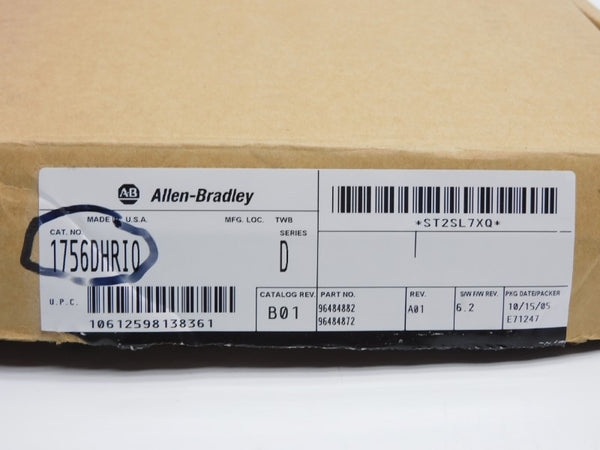 AB Allen-Bradley
MADE IN U.S.A. MFG. LOC. TWB
*ST2SL7XQ*
CAT. NO. SERIES
1756DHRIO D
U.P.C.
10612598138361
CATALOG REV. B01
PART NO.
96484882
96484872
REV.
A01
S/W F/W REV.
6.2
PKG DATE/PACKER
10/15/05
E71247